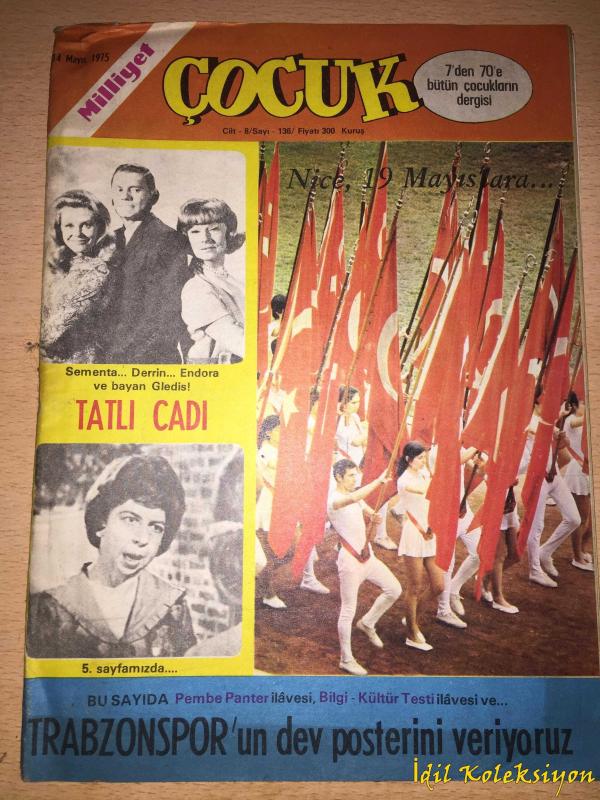 14 Mayıs 1975
Milliyet
ÇOCUK
7'den 70'e
bütün çocukların
dergisi
Cilt - 8/Sayı - 136/ Fiyatı 300 Kuruş
Nice, 19 Mayıslara...
Sementa... Derrin... Endora
ve bayan Gledis!
TATLI CADI
5. sayfamızda....
BU SAYIDA Pembe Panter ilâvesi, Bilgi - Kültür Testi ilâvesi ve...
TRABZONSPOR'un dev posterini veriyoruz
İdil Koleksiyon